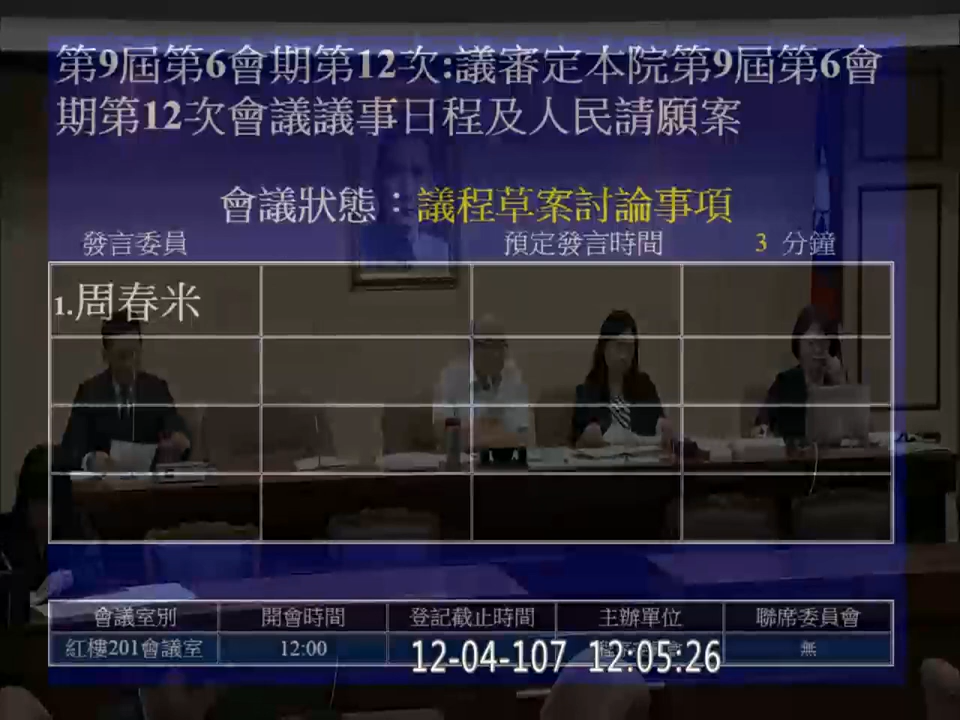 第9屆第6會期第12次:議審定本院第9屆第6會
期第12次會議議事日程及人民請願案
會議狀態：議程草案討論事項
發言委員 預定發言時間 3 分鐘
1.周春米
會議室別 開會時間 登記截止時間 主辦單位 聯席委員會
紅樓201會議室 12:00 無
12-04-107 12:05:26